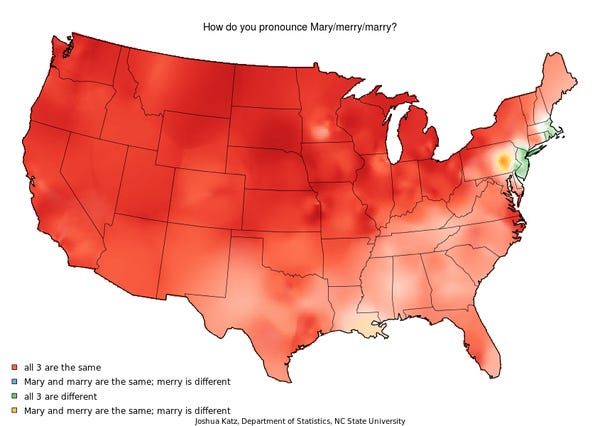 How do you pronounce Mary/merry/marry?
all 3 are the same
Mary and marry are the same; merry is different
all 3 are different
Mary and merry are the same; marry is different
Joshua Katz, Department of Statistics, NC State University